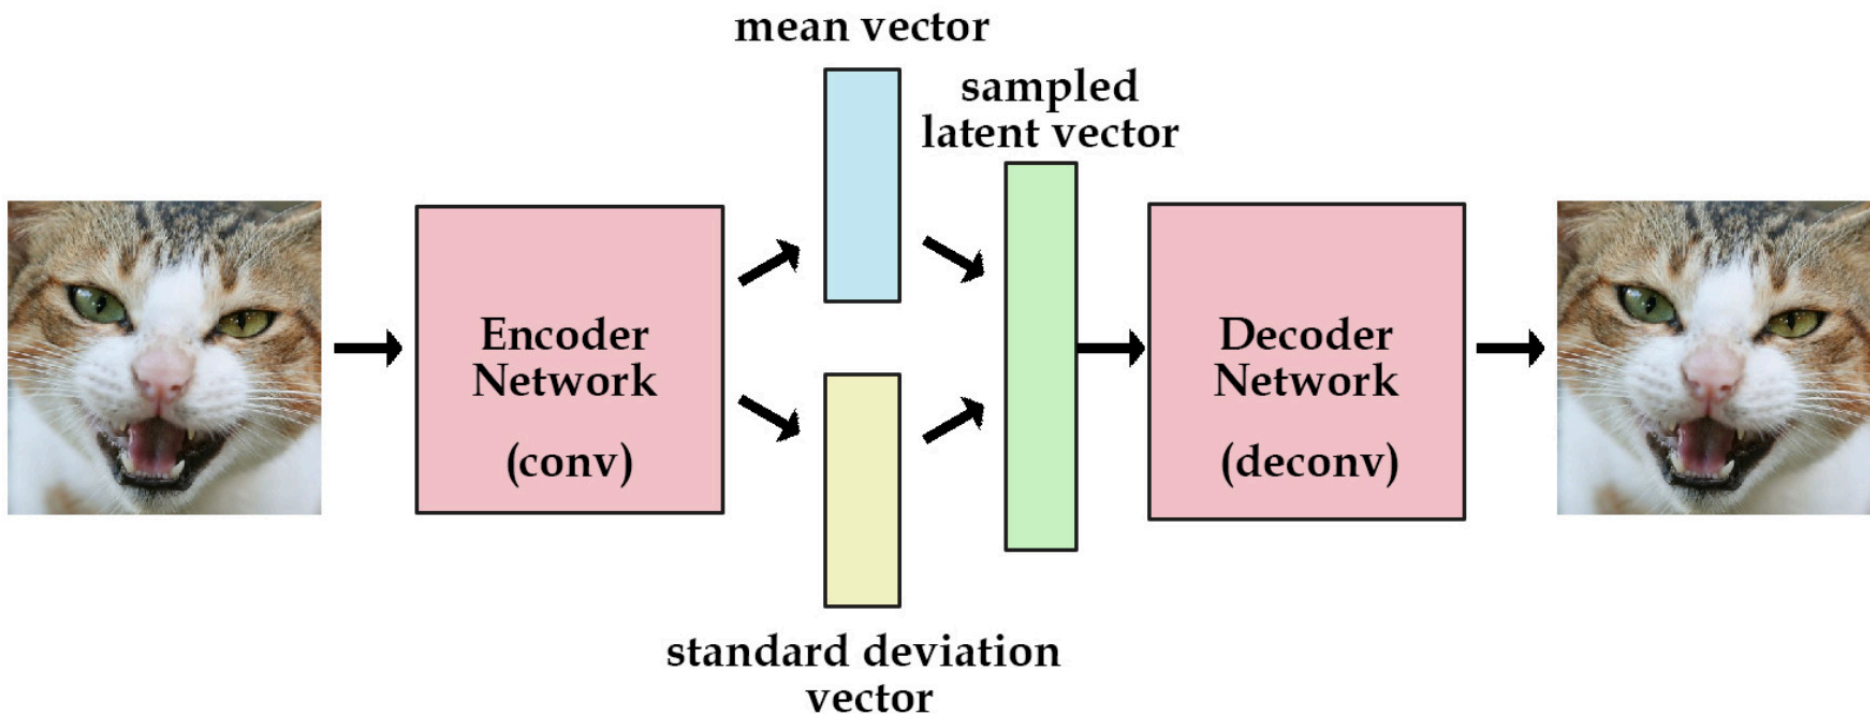 mean vector
sampled
latent vector
Encoder
Network
(conv)
Decoder
Network
(deconv)
standard deviation
vector